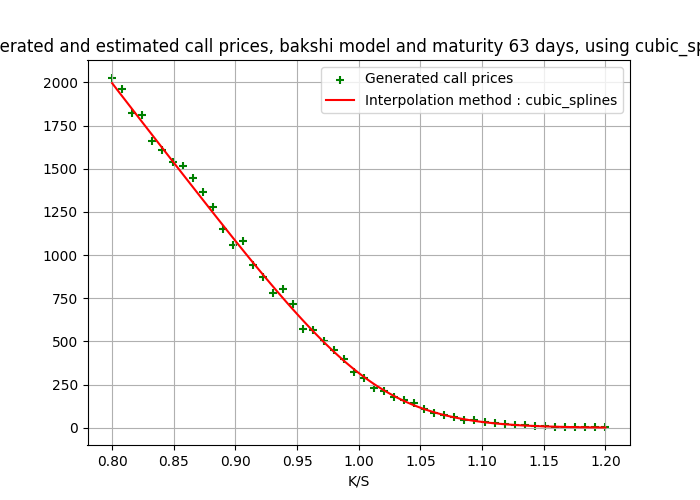 erated and estimated call prices, bakshi model and maturity 63 days, using cubic_sp
Generated call prices
Interpolation method : cubic_splines
2000
1750
1500
1250
1000
750
500
250
0
0.80 0.85 0.90 0.95 1.00 1.05 1.10 1.15 1.20
K/S